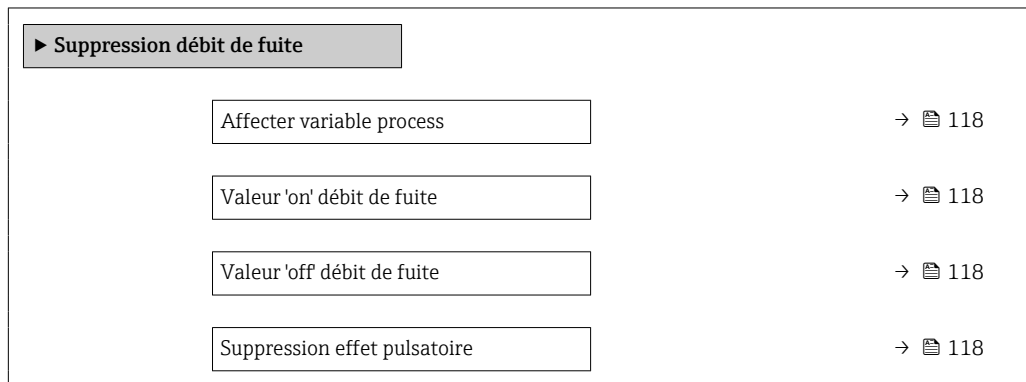 ▶ Suppression débit de fuite
Affecter variable process → 118
Valeur 'on' débit de fuite → 118
Valeur 'off' débit de fuite → 118
Suppression effet pulsatoire → 118